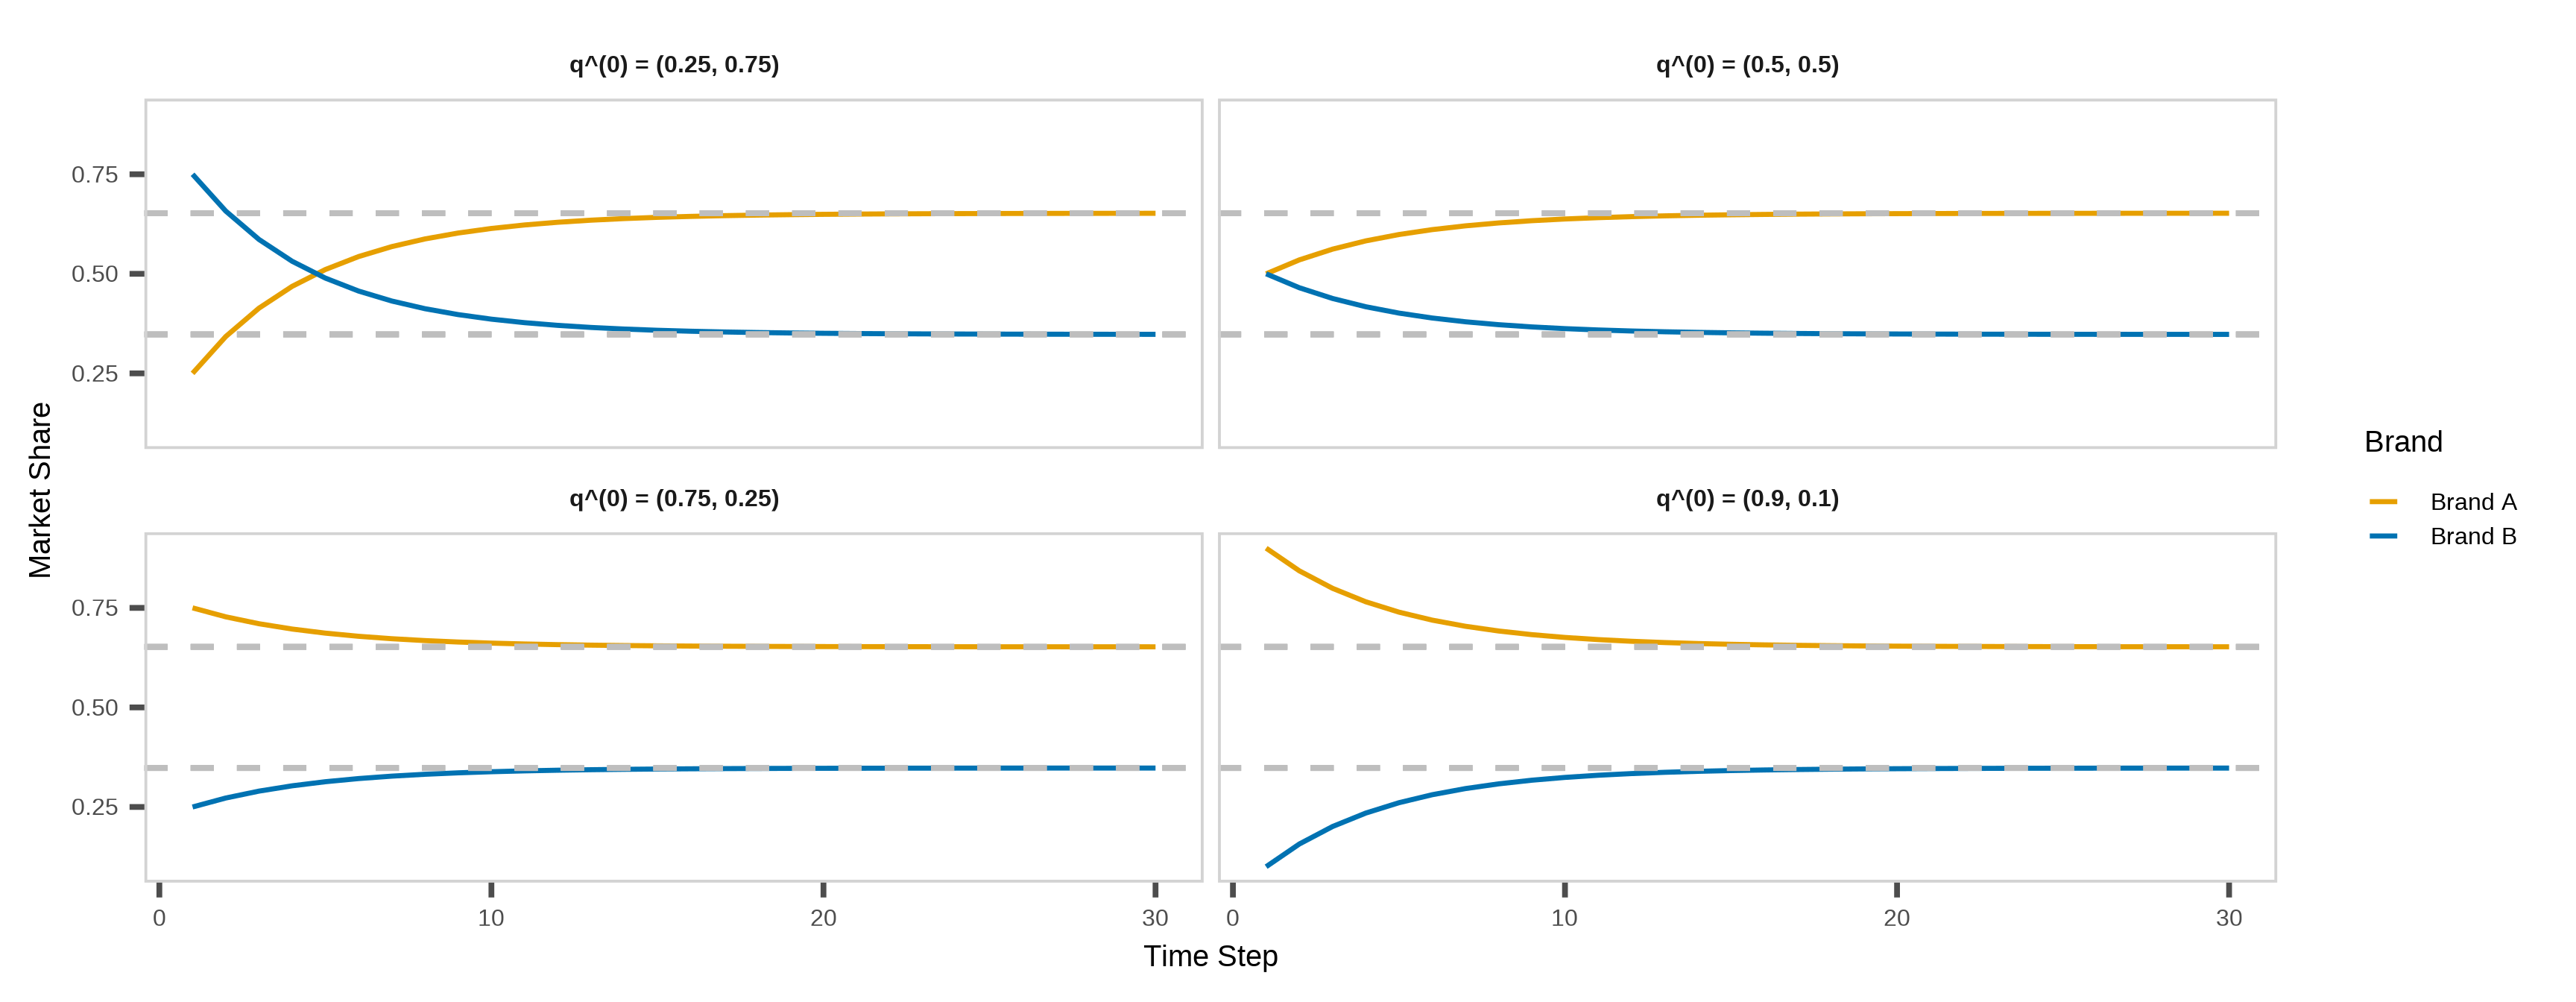 q^(0) = (0.25, 0.75)
q^(0) = (0.5, 0.5)
0.75
0.50
0.25
q^(0) = (0.75, 0.25)
q^(0) = (0.9, 0.1)
0.75
0.50
0.25
0
10
20
30
0
10
20
30
Time Step
Market Share
Brand
Brand A
Brand B